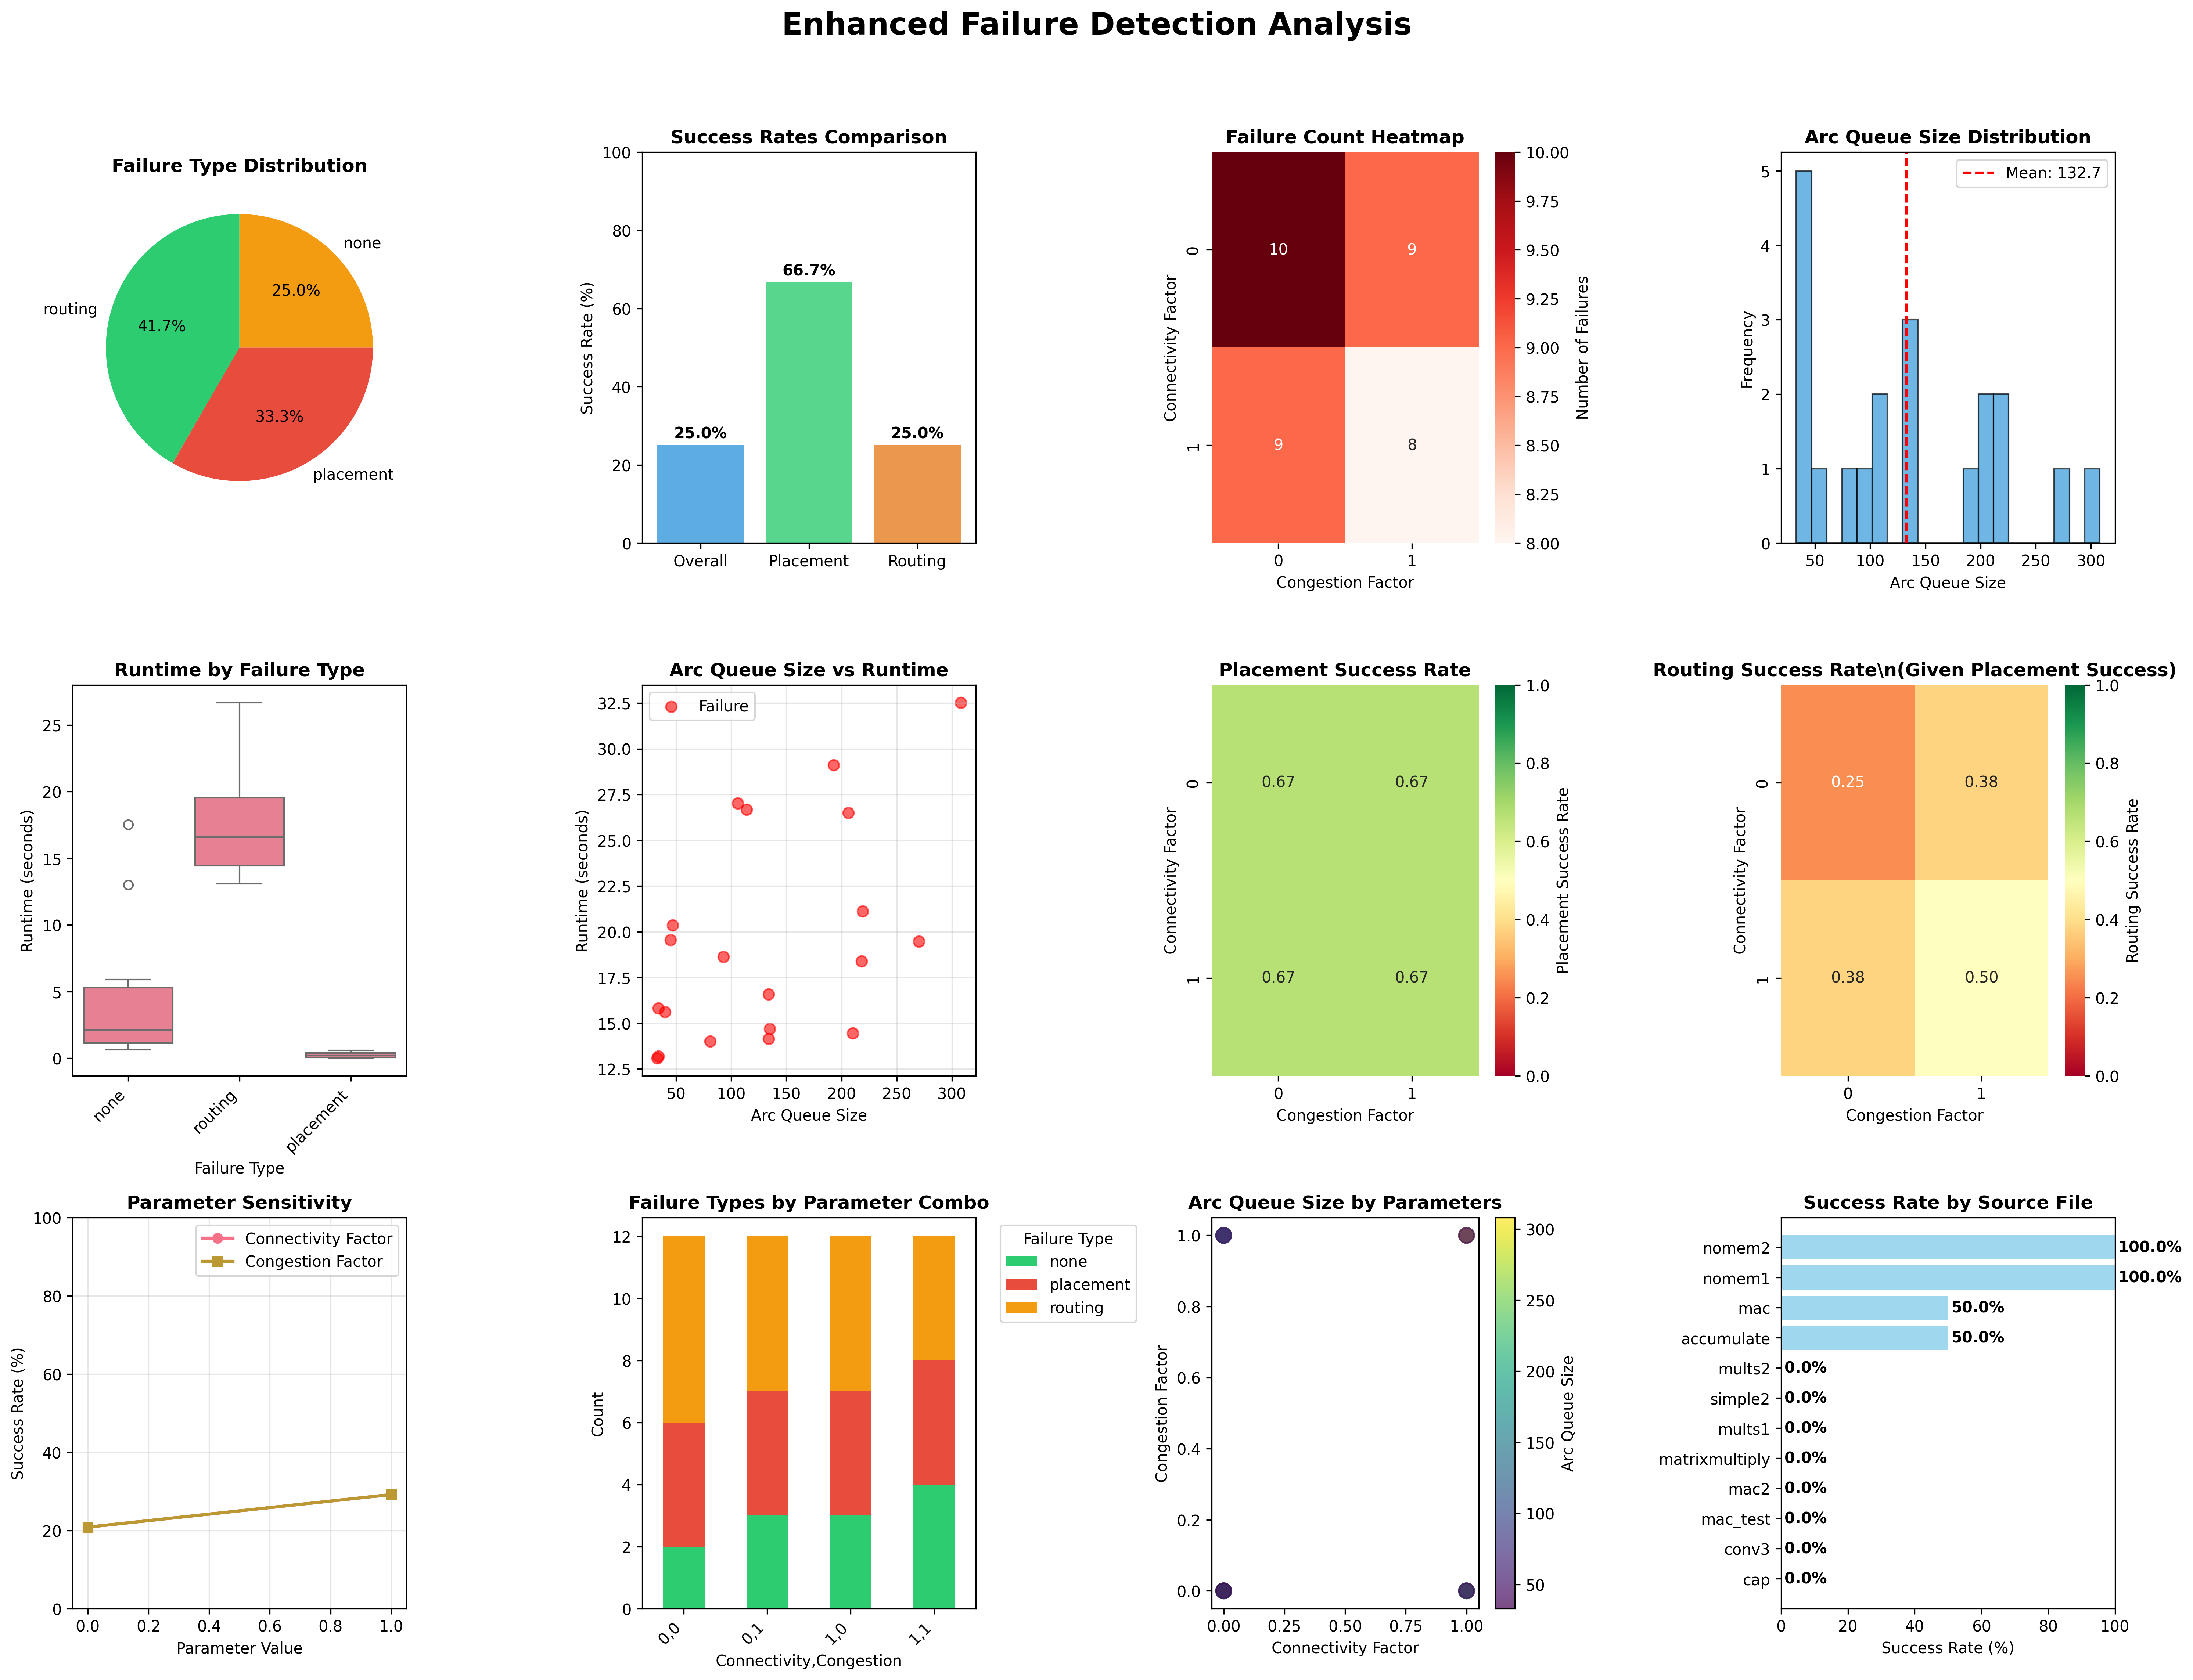 Enhanced Failure Detection Analysis
Failure Type Distribution
none
25.0%
routing
41.7%
33.3%
placement
Success Rates Comparison
Success Rate (%)
100
80
60
40
20
0
25.0%
66.7%
25.0%
Overall
Placement
Routing
Failure Count Heatmap
Connectivity Factor
0
1
10
9
9
8
0
1
Congestion Factor
10.00
9.75
9.50
9.25
9.00
8.75
8.50
8.25
8.00
Number of Failures
Arc Queue Size Distribution
Mean: 132.7
Frequency
5
4
3
2
1
0
50
100
150
200
250
300
Arc Queue Size
Runtime by Failure Type
Runtime (seconds)
25
20
15
10
5
0
none
routing
placement
Failure Type
Arc Queue Size vs Runtime
Failure
Runtime (seconds)
32.5
30.0
27.5
25.0
22.5
20.0
17.5
15.0
12.5
50
100
150
200
250
300
Arc Queue Size
Placement Success Rate
Connectivity Factor
0
1
0.67
0.67
0.67
0.67
0
1
Congestion Factor
1.0
0.8
0.6
0.4
0.2
0.0
Placement Success Rate
Routing Success Rate\n(Given Placement Success)
Connectivity Factor
0
1
0.25
0.38
0.38
0.50
0
1
Congestion Factor
1.0
0.8
0.6
0.4
0.2
0.0
Routing Success Rate
Parameter Sensitivity
Connectivity Factor
Congestion Factor
Success Rate (%)
100
80
60
40
20
0
0.0
0.2
0.4
0.6
0.8
1.0
Parameter Value
Failure Types by Parameter Combo
Count
12
10
8
6
4
2
0
0,0
0,1
1,0
1,1
Connectivity,Congestion
Failure Type
none
placement
routing
Arc Queue Size by Parameters
Congestion Factor
1.0
0.8
0.6
0.4
0.2
0.0
0.00
0.25
0.50
0.75
1.00
Connectivity Factor
300
250
200
150
100
50
Arc Queue Size
Success Rate by Source File
nomem2 100.0%
nomem1 100.0%
mac 50.0%
accumulate 50.0%
mults2 0.0%
simple2 0.0%
mults1 0.0%
matrixmultiply 0.0%
mac2 0.0%
mac_test 0.0%
conv3 0.0%
cap 0.0%
0
20
40
60
80
100
Success Rate (%)